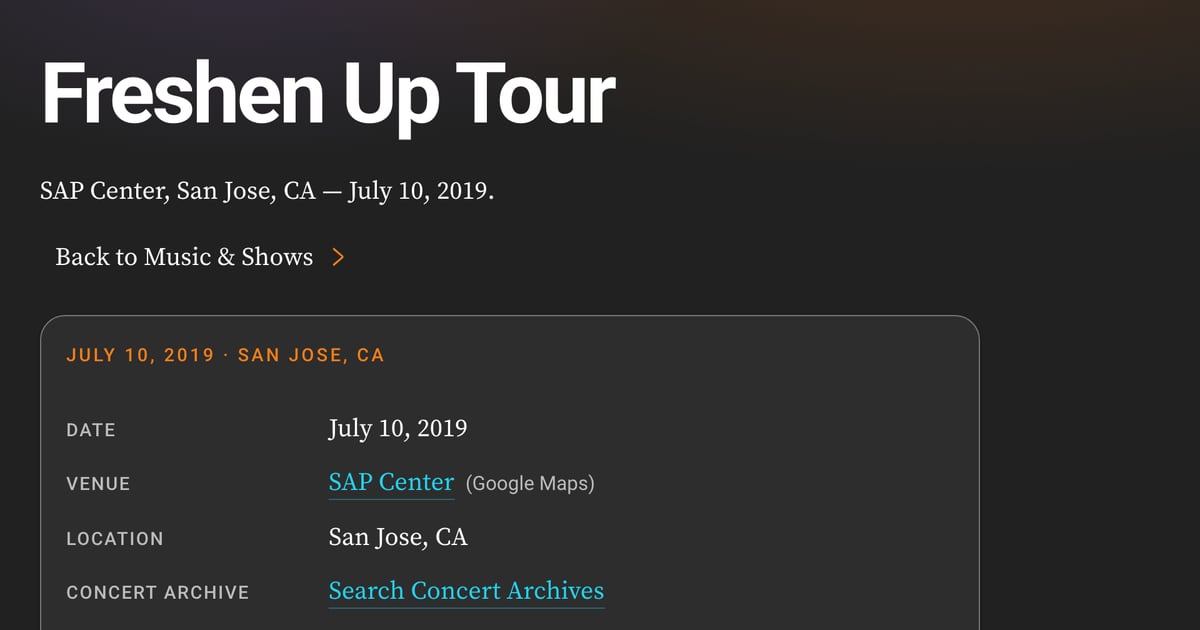 Freshen Up Tour
SAP Center, San Jose, CA — July 10, 2019.
Back to Music & Shows
JULY 10, 2019 · SAN JOSE, CA
DATE July 10, 2019
VENUE SAP Center (Google Maps)
LOCATION San Jose, CA
CONCERT ARCHIVE Search Concert Archives